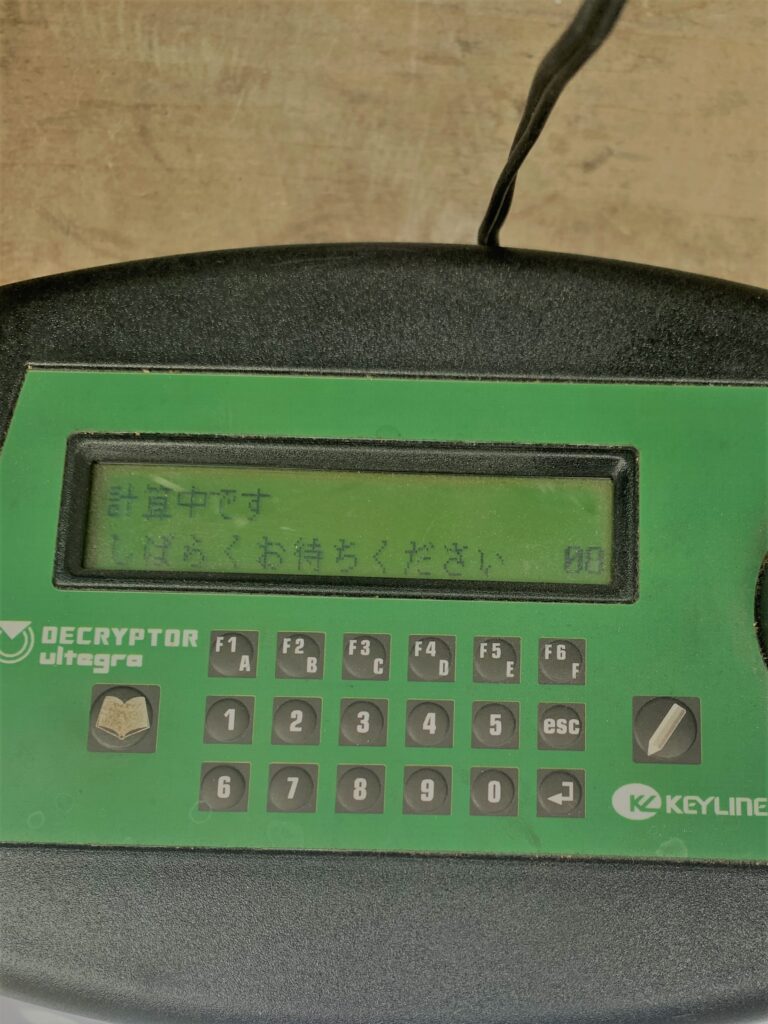 計算中です
しばらくお待ちください 08
DECRYPTOR
ultegra
F1 A F2 B F3 C F4 D F5 E F6 F
1 2 3 4 5 esc
6 7 8 9 0
KEYLINE